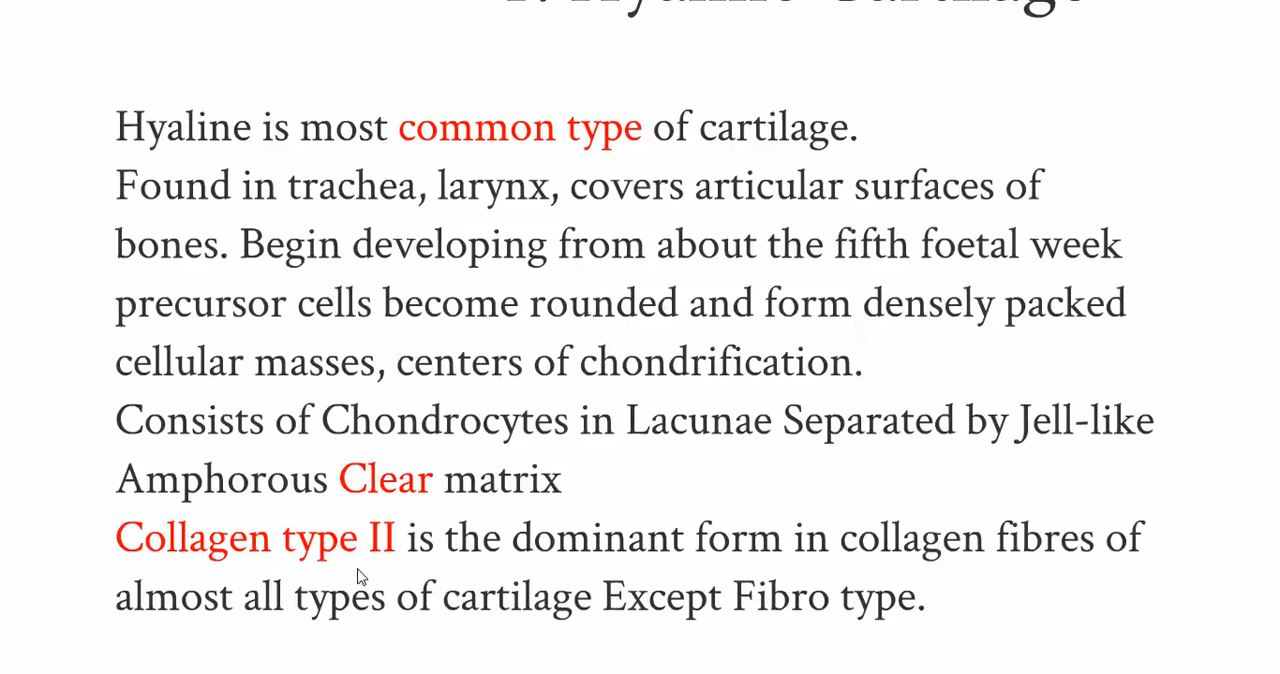 1. Hyaline Cartilage
Hyaline is most common type of cartilage.
Found in trachea, larynx, covers articular surfaces of
bones. Begin developing from about the fifth foetal week
precursor cells become rounded and form densely packed
cellular masses, centers of chondrification.
Consists of Chondrocytes in Lacunae Separated by Jell-like
Amphorous Clear matrix
Collagen type II is the dominant form in collagen fibres of
almost all types of cartilage Except Fibro type.